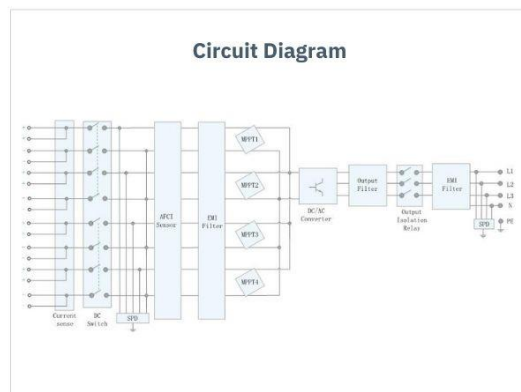 Circuit Diagram
MPPT1
MPPT2
MPPT3
MPPT4
AFCI
Sensor
EMI
Filter
DC/AC
Converter
Output
Filter
Output
Isolation
Relay
EMI
Filter
L1
L2
L3
PE
SPD
SPD
Current
sensor
DC
Switch